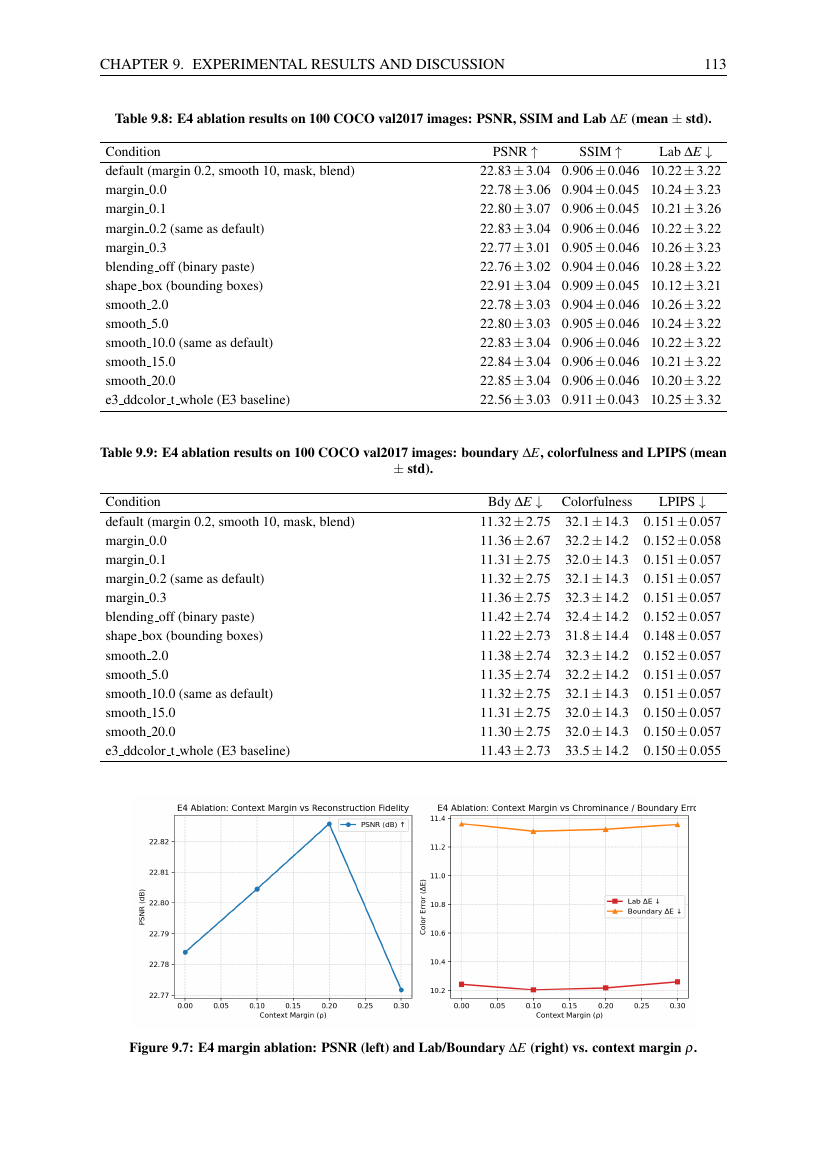 CHAPTER 9. EXPERIMENTAL RESULTS AND DISCUSSION 113
Table 9.8: E4 ablation results on 100 COCO val2017 images: PSNR, SSIM and Lab ΔE (mean ± std).
Condition PSNR ↑ SSIM ↑ Lab ΔE ↓
default (margin 0.2, smooth 10, mask, blend) 22.83 ± 3.04 0.906 ± 0.046 10.22 ± 3.22
margin_0.0 22.78 ± 3.06 0.904 ± 0.045 10.24 ± 3.23
margin_0.1 22.80 ± 3.07 0.906 ± 0.045 10.21 ± 3.26
margin_0.2 (same as default) 22.83 ± 3.04 0.906 ± 0.046 10.22 ± 3.22
margin_0.3 22.77 ± 3.01 0.905 ± 0.046 10.26 ± 3.23
blending_off (binary paste) 22.76 ± 3.02 0.904 ± 0.046 10.28 ± 3.22
shape_box (bounding boxes) 22.91 ± 3.04 0.909 ± 0.045 10.12 ± 3.21
smooth_2.0 22.78 ± 3.03 0.904 ± 0.046 10.26 ± 3.22
smooth_5.0 22.80 ± 3.03 0.905 ± 0.046 10.24 ± 3.22
smooth_10.0 (same as default) 22.83 ± 3.04 0.906 ± 0.046 10.22 ± 3.22
smooth_15.0 22.84 ± 3.04 0.906 ± 0.046 10.21 ± 3.22
smooth_20.0 22.85 ± 3.04 0.906 ± 0.046 10.20 ± 3.22
e3_ddcolor_t_whole (E3 baseline) 22.56 ± 3.03 0.911 ± 0.043 10.25 ± 3.32
Table 9.9: E4 ablation results on 100 COCO val2017 images: boundary ΔE, colorfulness and LPIPS (mean
± std).
Condition Bdy ΔE ↓ Colorfulness LPIPS ↓
default (margin 0.2, smooth 10, mask, blend) 11.32 ± 2.75 32.1 ± 14.3 0.151 ± 0.057
margin_0.0 11.36 ± 2.67 32.2 ± 14.2 0.152 ± 0.058
margin_0.1 11.31 ± 2.75 32.0 ± 14.3 0.151 ± 0.057
margin_0.2 (same as default) 11.32 ± 2.75 32.1 ± 14.3 0.151 ± 0.057
margin_0.3 11.36 ± 2.75 32.3 ± 14.2 0.151 ± 0.057
blending_off (binary paste) 11.42 ± 2.74 32.4 ± 14.2 0.152 ± 0.057
shape_box (bounding boxes) 11.22 ± 2.73 31.8 ± 14.4 0.148 ± 0.057
smooth_2.0 11.38 ± 2.74 32.3 ± 14.2 0.152 ± 0.057
smooth_5.0 11.35 ± 2.74 32.2 ± 14.2 0.151 ± 0.057
smooth_10.0 (same as default) 11.32 ± 2.75 32.1 ± 14.3 0.151 ± 0.057
smooth_15.0 11.31 ± 2.75 32.0 ± 14.3 0.150 ± 0.057
smooth_20.0 11.30 ± 2.75 32.0 ± 14.3 0.150 ± 0.057
e3_ddcolor_t_whole (E3 baseline) 11.43 ± 2.73 33.5 ± 14.2 0.150 ± 0.055
E4 Ablation: Context Margin vs Reconstruction Fidelity
PSNR (dB) ↑
22.82
22.81
22.80
22.79
22.78
22.77
PSNR (dB)
0.00 0.05 0.10 0.15 0.20 0.25 0.30
Context Margin (ρ)
E4 Ablation: Context Margin vs Chrominance / Boundary Erro
11.4
11.2
11.0
10.8
10.6
10.4
10.2
Color Error (ΔE)
Lab ΔE ↓
Boundary ΔE ↓
0.00 0.05 0.10 0.15 0.20 0.25 0.30
Context Margin (ρ)
Figure 9.7: E4 margin ablation: PSNR (left) and Lab/Boundary ΔE (right) vs. context margin ρ.